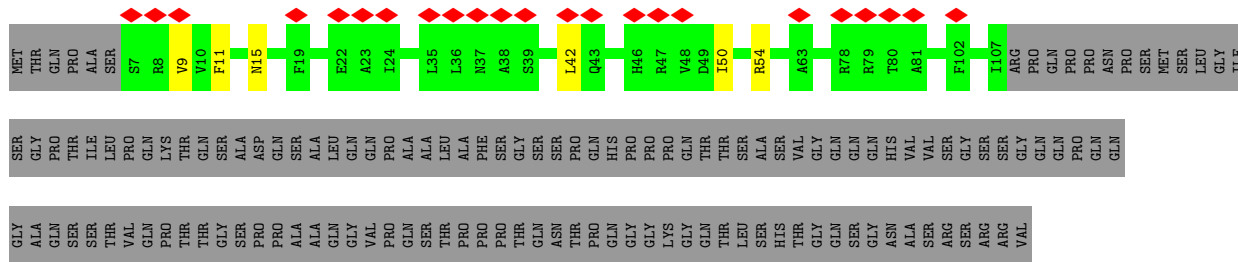 MET THR GLN PRO ALA SER S7 R8 V9 V10 F11 N15 F19 E22 A23 I24 L35 L36 N37 A38 S39 L42 Q43 H46 R47 V48 D49 I50 R54 A63 R78 R79 T80 A81 F102 I107 ARG PRO GLN PRO PRO ASN PRO SER MET SER LEU GLY ILE
SER GLY PRO THR ILE LEU PRO GLN LYS THR GLN SER ALA ASP GLN SER ALA LEU GLN GLN PRO ALA ALA LEU ALA PHE SER GLY SER SER PRO GLN HIS PRO PRO PRO GLN THR THR SER ALA SER VAL GLY GLN GLN GLN HIS VAL VAL SER GLY SER SER GLY GLN GLN PRO GLN GLN
GLY ALA GLN SER SER THR VAL GLN PRO THR THR GLY SER PRO PRO ALA ALA GLN GLY VAL PRO GLN SER THR PRO PRO PRO THR GLN ASN THR PRO GLN GLY GLY LYS GLY GLN THR LEU SER HIS THR GLY GLN SER GLY ASN ALA SER ARG SER ARG ARG VAL